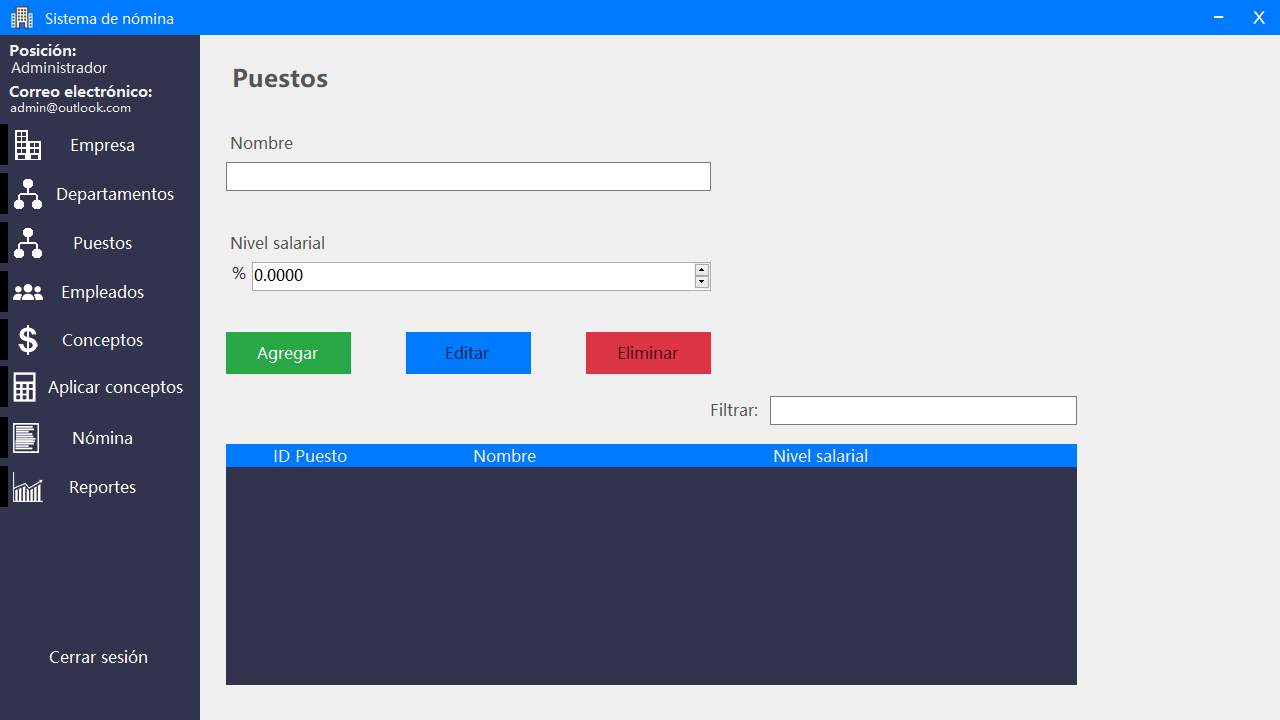 Sistema de nómina
X
Posición:
Administrador
Correo electrónico:
admin@outlook.com
Empresa
Departamentos
Puestos
Empleados
Conceptos
Aplicar conceptos
Nómina
Reportes
Cerrar sesión
Puestos
Nombre
Nivel salarial
% 0.0000
Agregar Editar Eliminar
Filtrar:
ID Puesto Nombre Nivel salarial